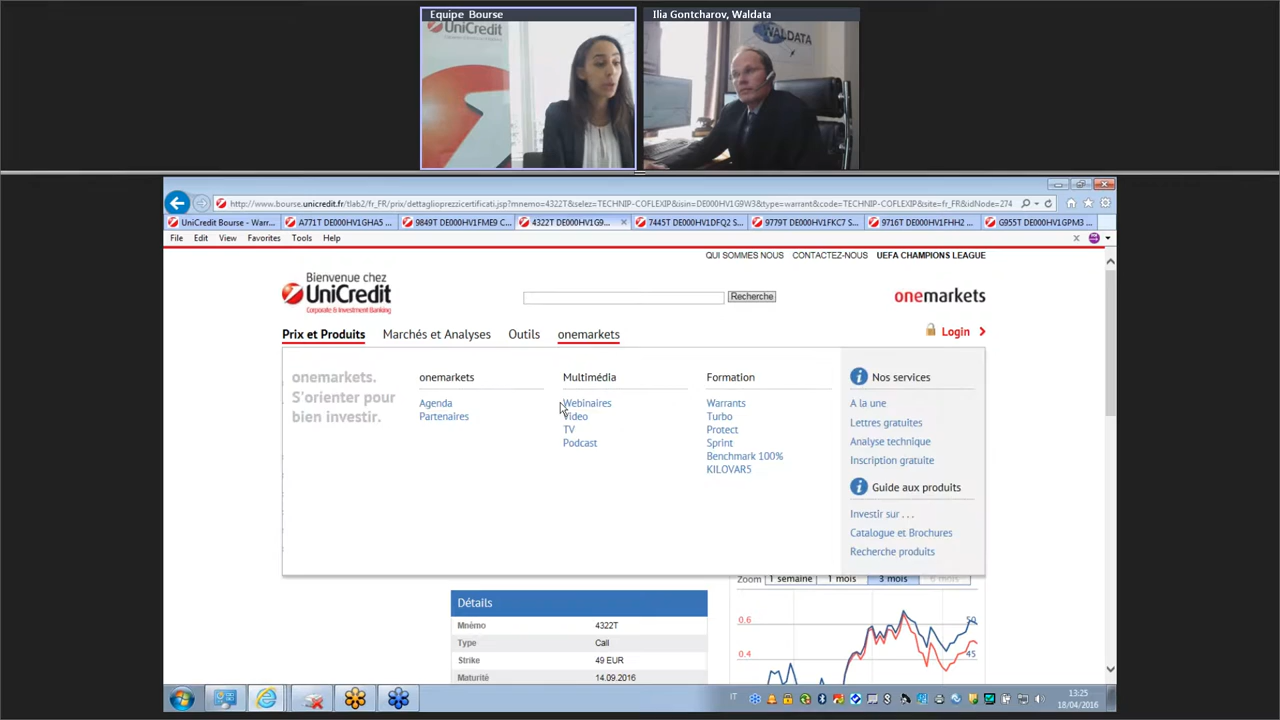 Equipe Bourse
UniCredit
Ilia Gontcharov, Waldata
WALDATA
http://www.bourse.unicredit.fr/tlab2/fr_FR/prix/dettaglioprezzicertificati.jsp?mnemo=4322T&selez=TECHNIP-COFLEXIP&isin=DE000HV1G9W3&type=warrant&code=TECHNIP-COFLEXIP&site=fr_FR&idNode=274
UniCredit Bourse - Warr...
A771T DE000HV1GHA5 ...
9849T DE000HV1FME9 C...
4322T DE000HV1G9...
7445T DE000HV1DFQ2 S...
9779T DE000HV1FKC7 S...
9716T DE000HV1FHH2 ...
G955T DE000HV1GPM3 ...
File Edit View Favorites Tools Help
QUI SOMMES NOUS CONTACTEZ-NOUS UEFA CHAMPIONS LEAGUE
Bienvenue chez
UniCredit
Corporate & Investment Banking
Recherche
onemarkets
Prix et Produits Marchés et Analyses Outils onemarkets
Login
onemarkets.
S'orienter pour
bien investir.
onemarkets
Agenda
Partenaires
Multimédia
Webinaires
Video
TV
Podcast
Formation
Warrants
Turbo
Protect
Sprint
Benchmark 100%
KILOVAR5
Nos services
A la une
Lettres gratuites
Analyse technique
Inscription gratuite
Guide aux produits
Investir sur . . .
Catalogue et Brochures
Recherche produits
Zoom 1 semaine 1 mois 3 mois 6 mois
Détails
Mnémo 4322T
Type Call
Strike 49 EUR
Maturité 14.09.2016
0.6
0.4
50
45
IT
13:25
18/04/2016